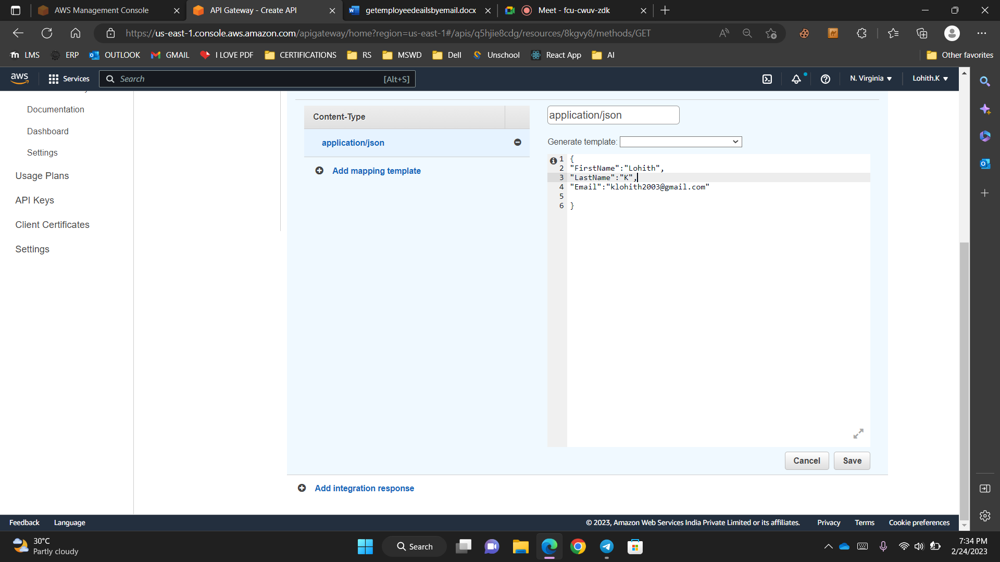 AWS Management Console
API Gateway - Create API
getemployeedeailsbyemail.docx
Meet - fcu-cwuv-zdk
https://us-east-1.console.aws.amazon.com/apigateway/home?region=us-east-1#/apis/q5hjie8cdg/resources/8kgvy8/methods/GET
LMS ERP OUTLOOK GMAIL I LOVE PDF CERTIFICATIONS RS MSWD Dell Unschool React App AI Other favorites
aws Services Search [Alt+S] N. Virginia Lohith.K
Documentation
Dashboard
Settings
Usage Plans
API Keys
Client Certificates
Settings
Content-Type
application/json
Add mapping template
application/json
Generate template:
1 {
2 "FirstName":"Lohith",
3 "LastName":"K",
4 "Email":"klohith2003@gmail.com"
5
6 }
Cancel Save
Add integration response
Feedback Language © 2023, Amazon Web Services India Private Limited or its affiliates. Privacy Terms Cookie preferences
30°C
Partly cloudy
Search
7:34 PM
2/24/2023